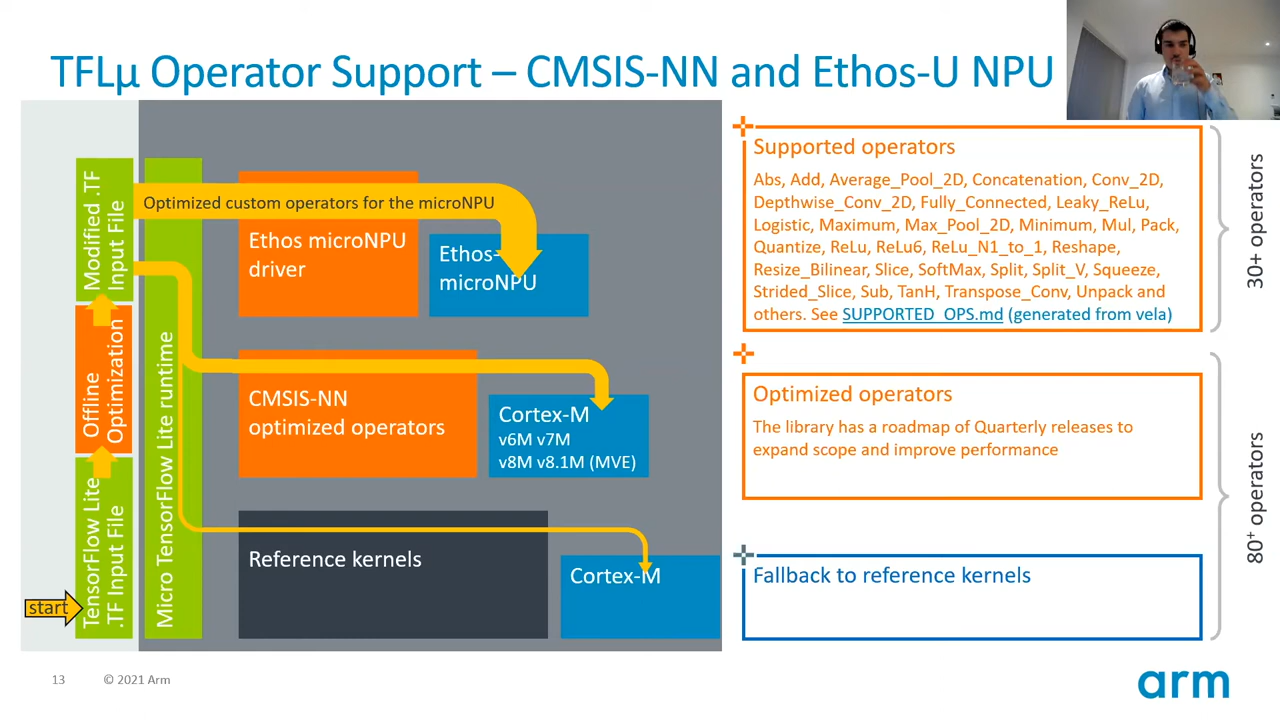 TFLµ Operator Support – CMSIS-NN and Ethos-U NPU
start
TensorFlow Lite
.TF Input File
Offline
Optimization
Modified .TF
Input File
Micro TensorFlow Lite runtime
Optimized custom operators for the microNPU
Ethos microNPU
driver
Ethos-
microNPU
CMSIS-NN
optimized operators
Cortex-M
v6M v7M
v8M v8.1M (MVE)
Reference kernels
Cortex-M
Supported operators
Abs, Add, Average_Pool_2D, Concatenation, Conv_2D,
Depthwise_Conv_2D, Fully_Connected, Leaky_ReLu,
Logistic, Maximum, Max_Pool_2D, Minimum, Mul, Pack,
Quantize, ReLu, ReLu6, ReLu_N1_to_1, Reshape,
Resize_Bilinear, Slice, SoftMax, Split, Split_V, Squeeze,
Strided_Slice, Sub, TanH, Transpose_Conv, Unpack and
others. See SUPPORTED_OPS.md (generated from vela)
30+ operators
Optimized operators
The library has a roadmap of Quarterly releases to
expand scope and improve performance
Fallback to reference kernels
80+ operators
13 © 2021 Arm
arm